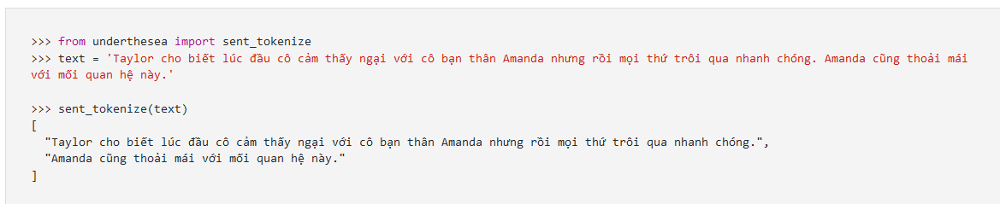 >>> from underthesea import sent_tokenize
>>> text = 'Taylor cho biết lúc đầu cô cảm thấy ngại với cô bạn thân Amanda nhưng rồi mọi thứ trôi qua nhanh chóng. Amanda cũng thoải mái
với mối quan hệ này.'
>>> sent_tokenize(text)
[
"Taylor cho biết lúc đầu cô cảm thấy ngại với cô bạn thân Amanda nhưng rồi mọi thứ trôi qua nhanh chóng.",
"Amanda cũng thoải mái với mối quan hệ này."
]